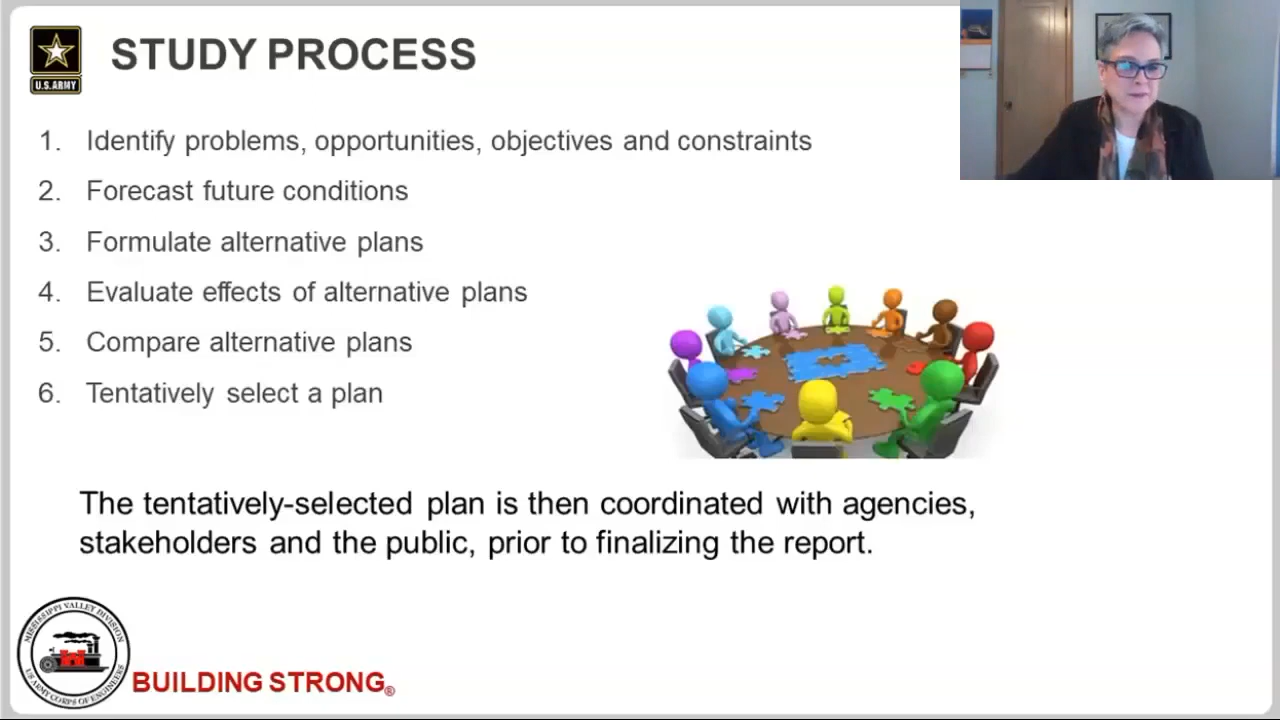 STUDY PROCESS
U.S.ARMY
1. Identify problems, opportunities, objectives and constraints
2. Forecast future conditions
3. Formulate alternative plans
4. Evaluate effects of alternative plans
5. Compare alternative plans
6. Tentatively select a plan
The tentatively-selected plan is then coordinated with agencies,
stakeholders and the public, prior to finalizing the report.
MISSISSIPPI VALLEY DIVISION
US ARMY CORPS OF ENGINEERS
BUILDING STRONG®